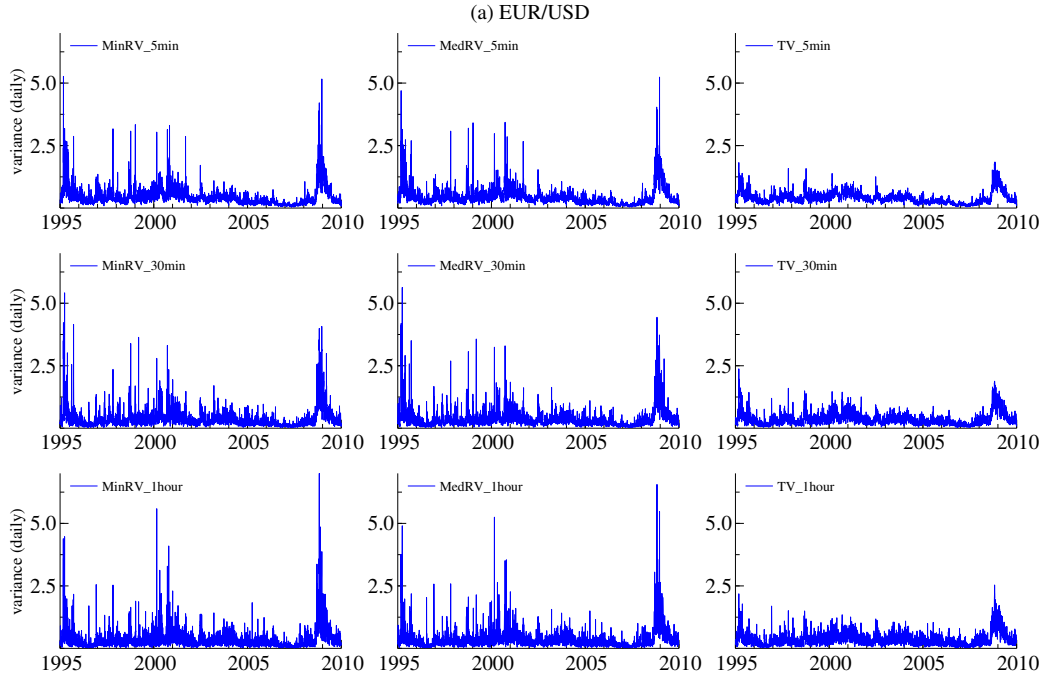 (a) EUR/USD
MinRV_5min
MedRV_5min
TV_5min
variance (daily)
5.0
5.0
5.0
2.5
2.5
2.5
1995 2000 2005 2010
1995 2000 2005 2010
1995 2000 2005 2010
MinRV_30min
MedRV_30min
TV_30min
variance (daily)
5.0
5.0
5.0
2.5
2.5
2.5
1995 2000 2005 2010
1995 2000 2005 2010
1995 2000 2005 2010
MinRV_1hour
MedRV_1hour
TV_1hour
variance (daily)
5.0
5.0
5.0
2.5
2.5
2.5
1995 2000 2005 2010
1995 2000 2005 2010
1995 2000 2005 2010